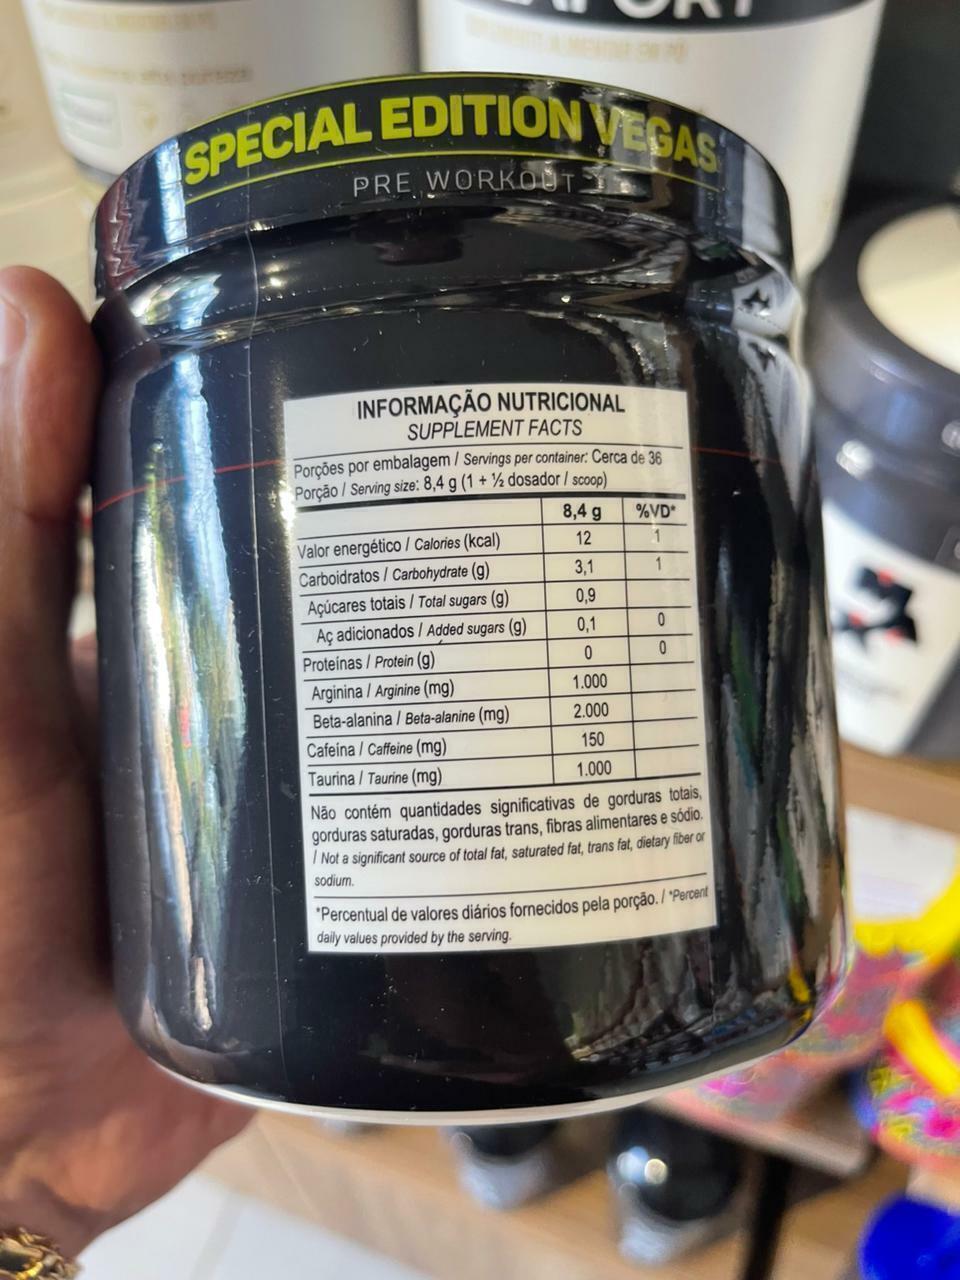 SUPLEMENTO ALIMENTAR EM PÓ
SPECIAL EDITION VEGAS
PRE WORKOUT
INFORMAÇÃO NUTRICIONAL
SUPPLEMENT FACTS
Porções por embalagem / Servings per container: Cerca de 36
Porção / Serving size: 8,4 g (1 + ½ dosador / scoop)
8,4 g %VD*
Valor energético / Calories (kcal) 12 1
Carboidratos / Carbohydrate (g) 3,1 1
Açúcares totais / Total sugars (g) 0,9
Aç adicionados / Added sugars (g) 0,1 0
Proteínas / Protein (g) 0 0
Arginina / Arginine (mg) 1.000
Beta-alanina / Beta-alanine (mg) 2.000
Cafeína / Caffeine (mg) 150
Taurina / Taurine (mg) 1.000
Não contém quantidades significativas de gorduras totais,
gorduras saturadas, gorduras trans, fibras alimentares e sódio.
/ Not a significant source of total fat, saturated fat, trans fat, dietary fiber or
sodium.
*Percentual de valores diários fornecidos pela porção. / *Percent
daily values provided by the serving.